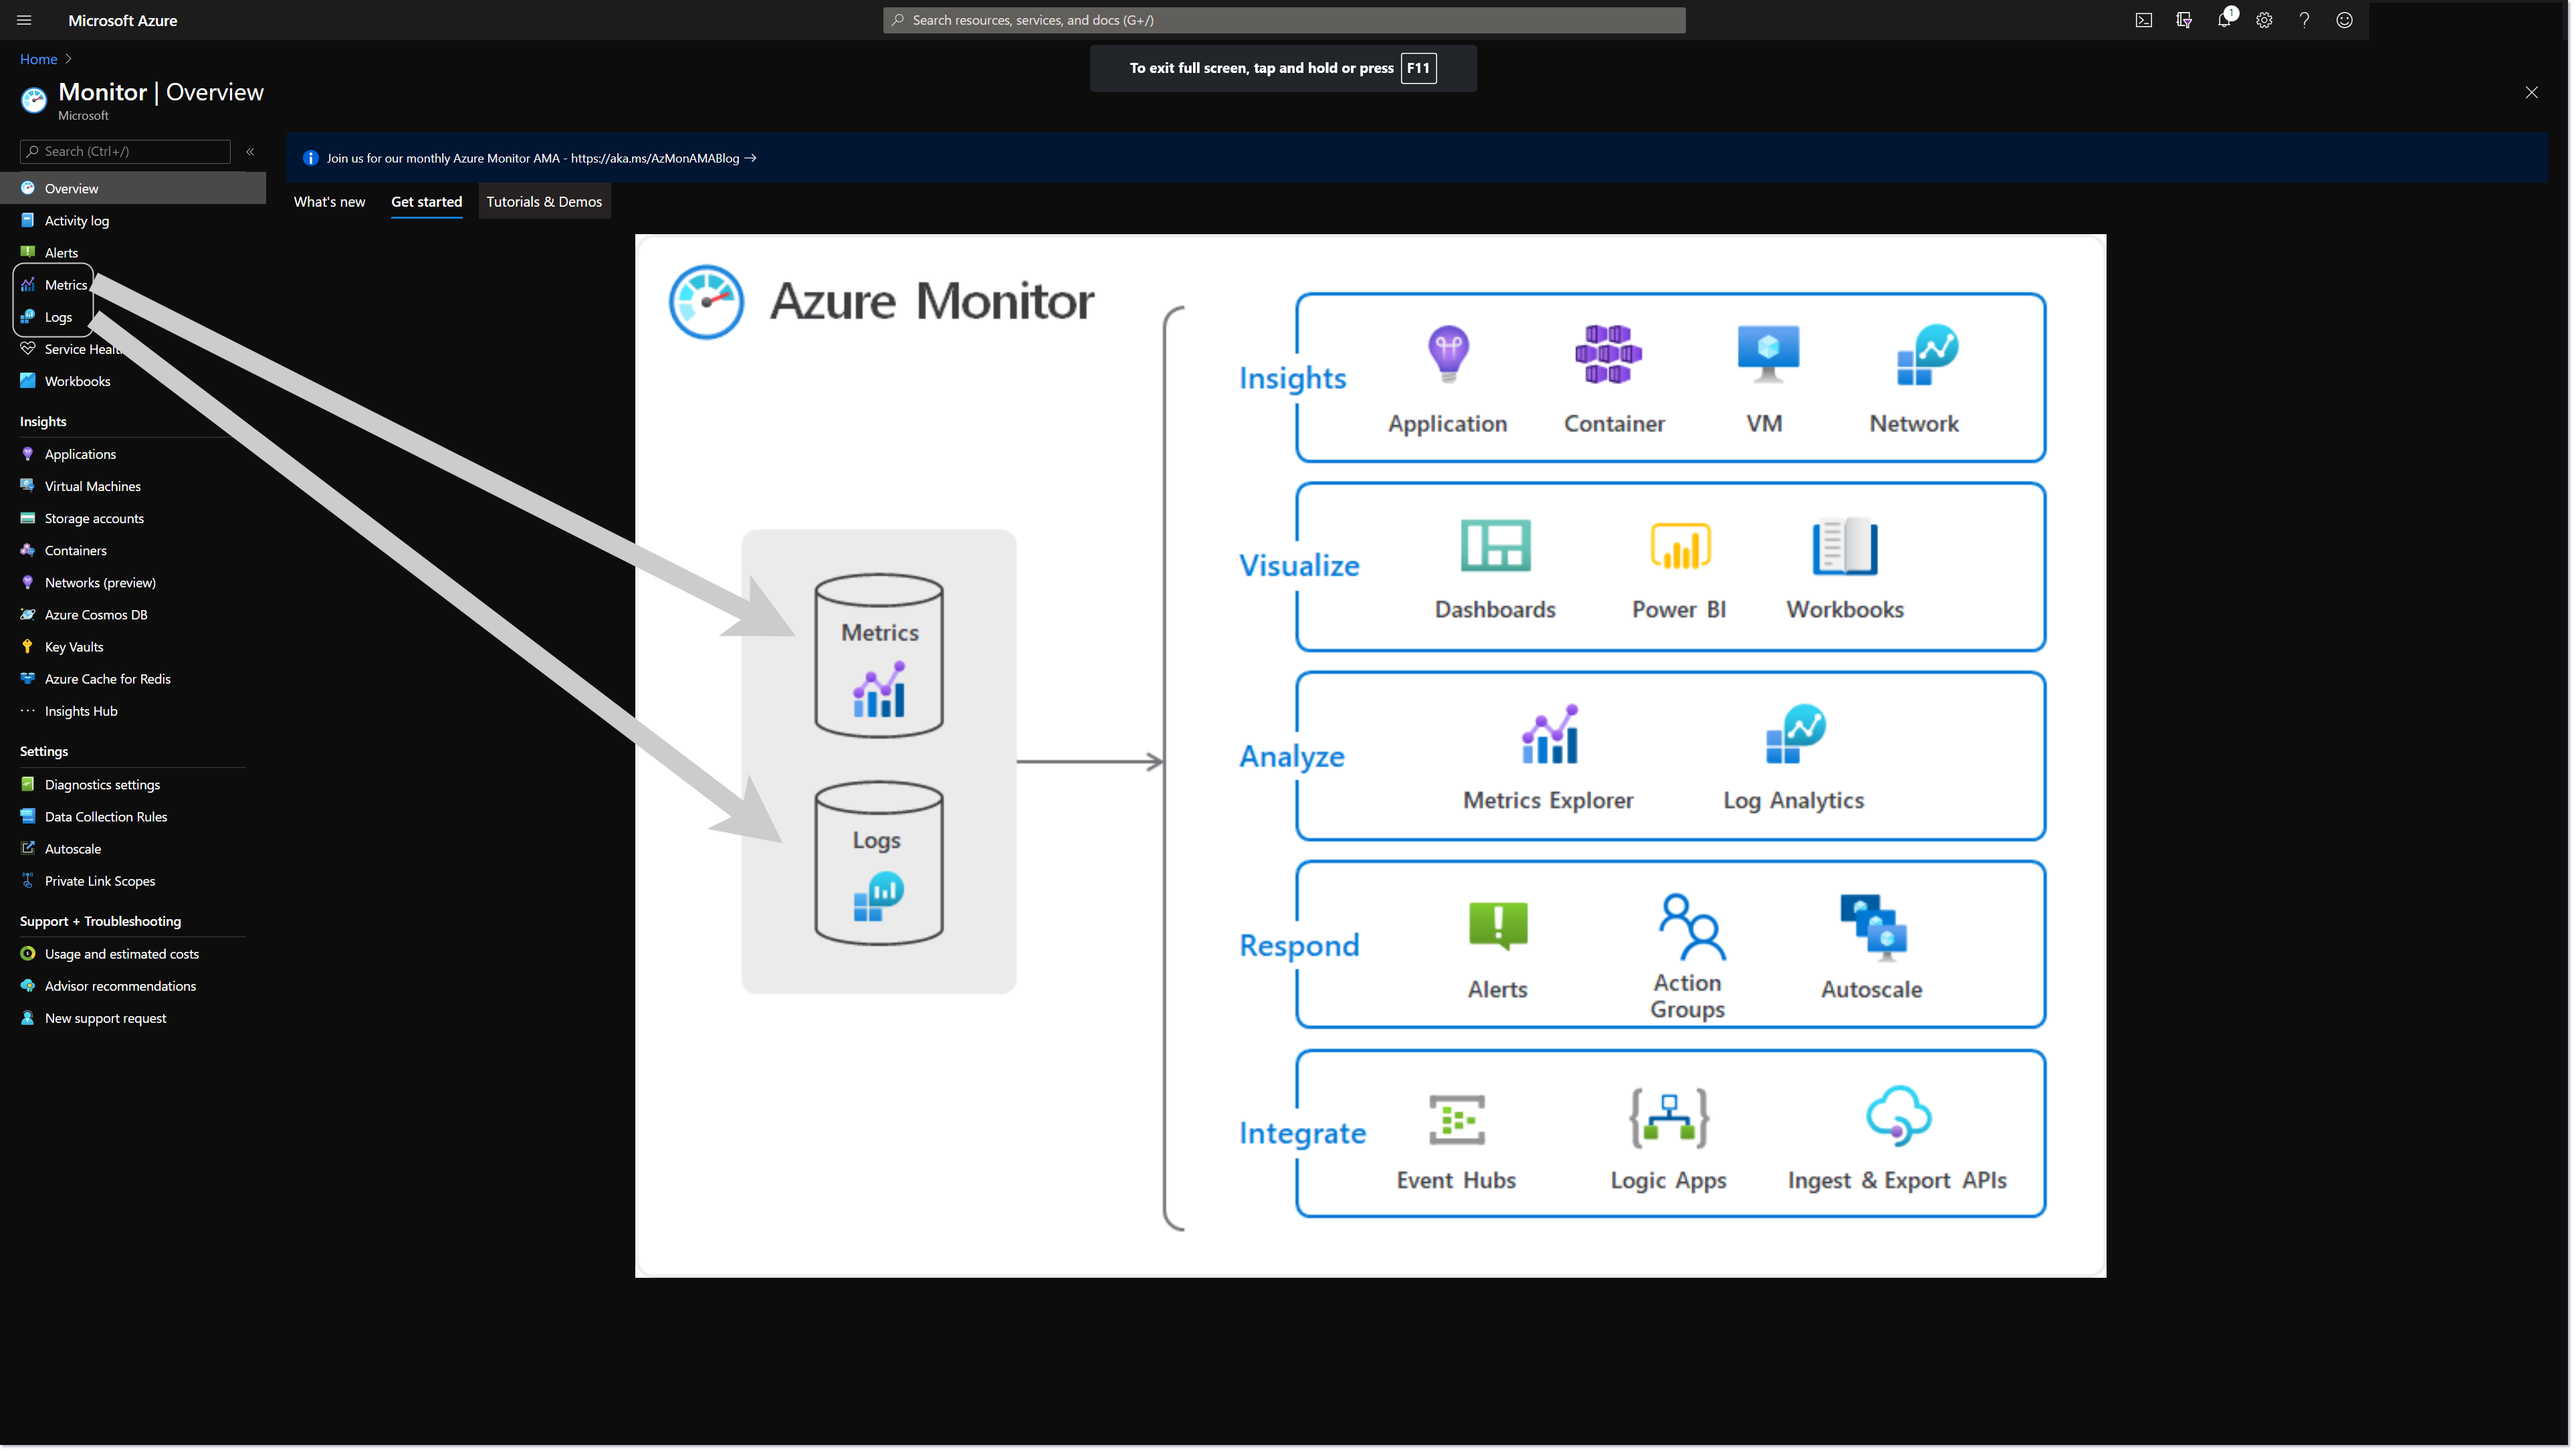 Microsoft Azure
Search resources, services, and docs (G+/)
1
Home
To exit full screen, tap and hold or press F11
Monitor | Overview
Microsoft
Search (Ctrl+/)
Join us for our monthly Azure Monitor AMA - https://aka.ms/AzMonAMABlog
What's new
Get started
Tutorials & Demos
Overview
Activity log
Alerts
Metrics
Logs
Service Health
Workbooks
Insights
Applications
Virtual Machines
Storage accounts
Containers
Networks (preview)
Azure Cosmos DB
Key Vaults
Azure Cache for Redis
Insights Hub
Settings
Diagnostics settings
Data Collection Rules
Autoscale
Private Link Scopes
Support + Troubleshooting
Usage and estimated costs
Advisor recommendations
New support request
Azure Monitor
Metrics
Logs
Insights
Application
Container
VM
Network
Visualize
Dashboards
Power BI
Workbooks
Analyze
Metrics Explorer
Log Analytics
Respond
Alerts
Action
Groups
Autoscale
Integrate
Event Hubs
Logic Apps
Ingest & Export APIs